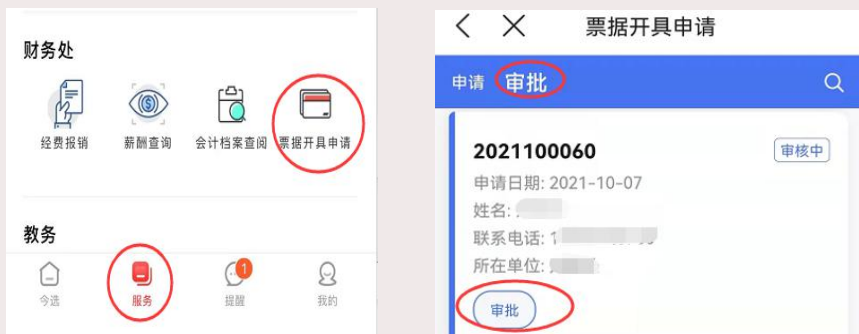 财务处
经费报销 薪酬查询 会计档案查阅 票据开具申请
教务
1
今选 服务 提醒 我的
票据开具申请
申请 审批
2021100060 审核中
申请日期: 2021-10-07
姓名:
联系电话: 1
所在单位:
审批